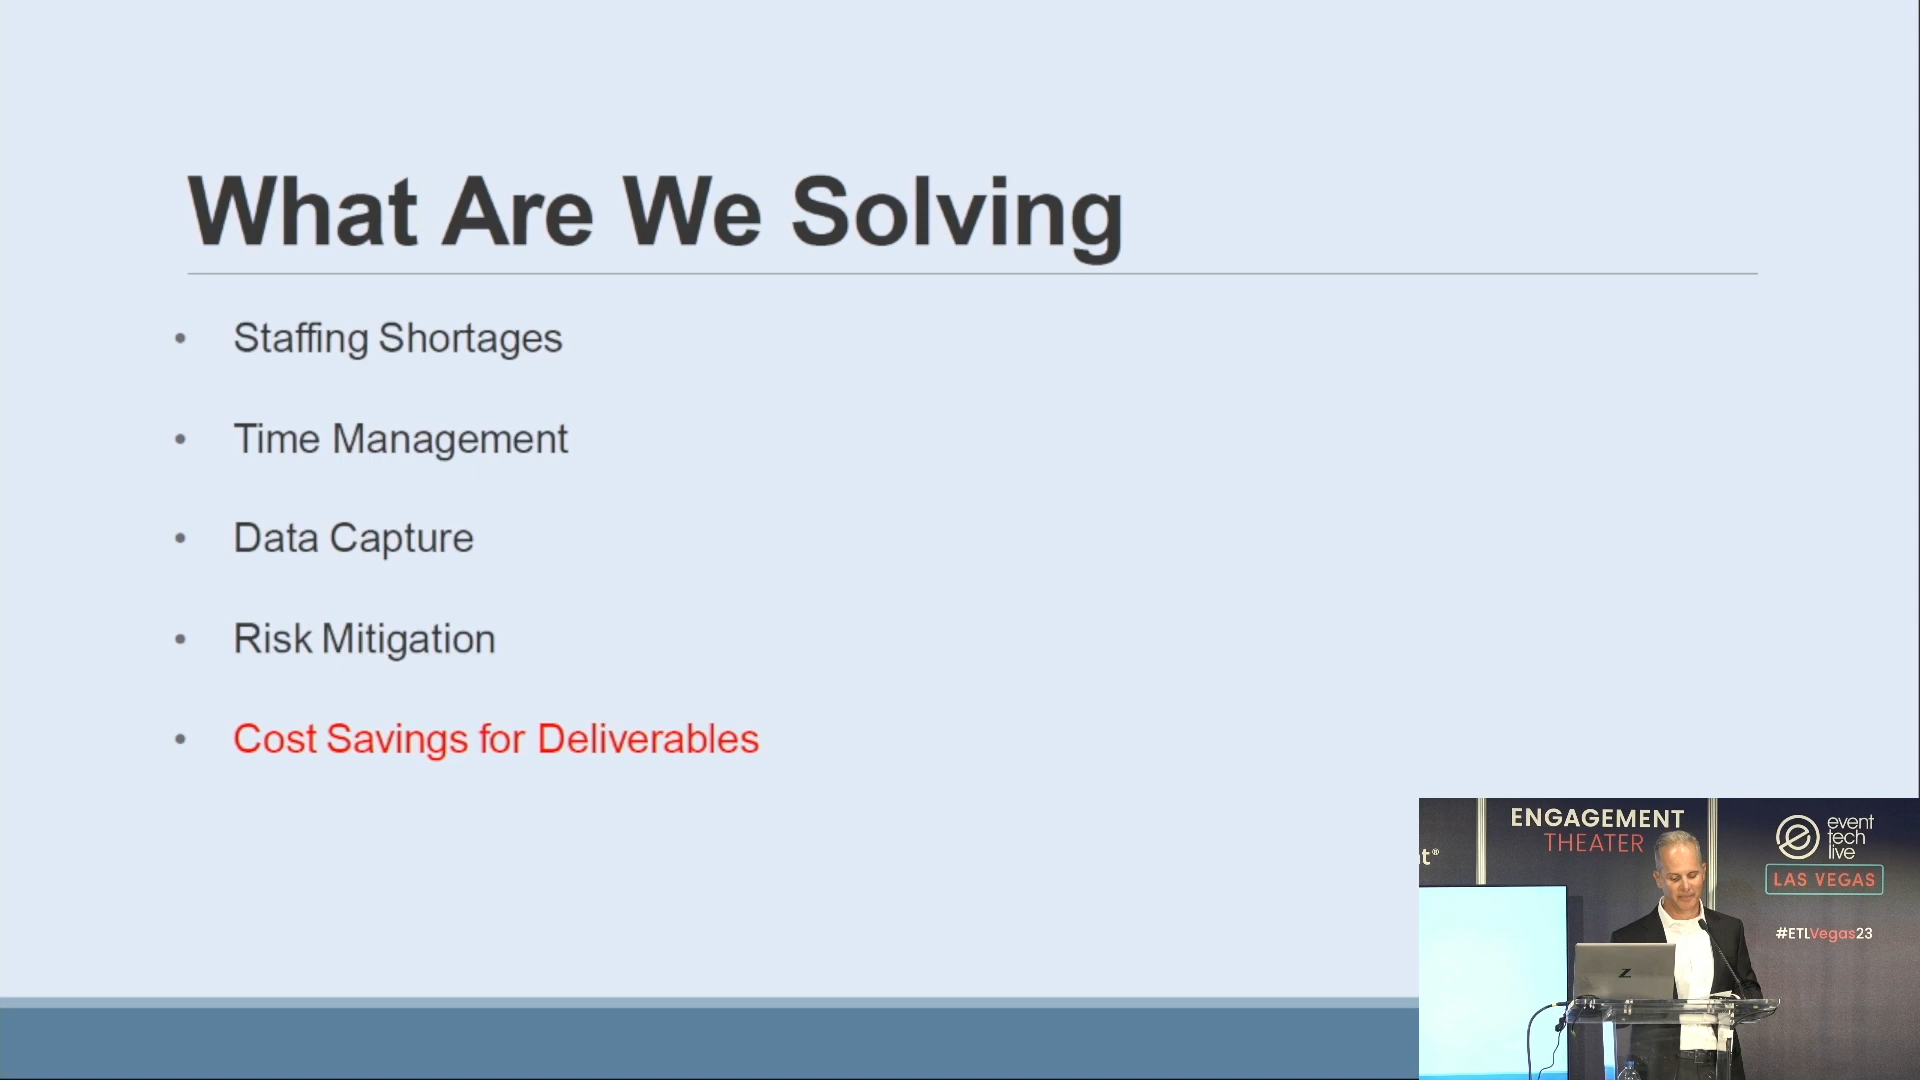 What Are We Solving
• Staffing Shortages
• Time Management
• Data Capture
• Risk Mitigation
• Cost Savings for Deliverables
ENGAGEMENT
THEATER
t®
event
tech
live
LAS VEGAS
#ETLVegas23
Z